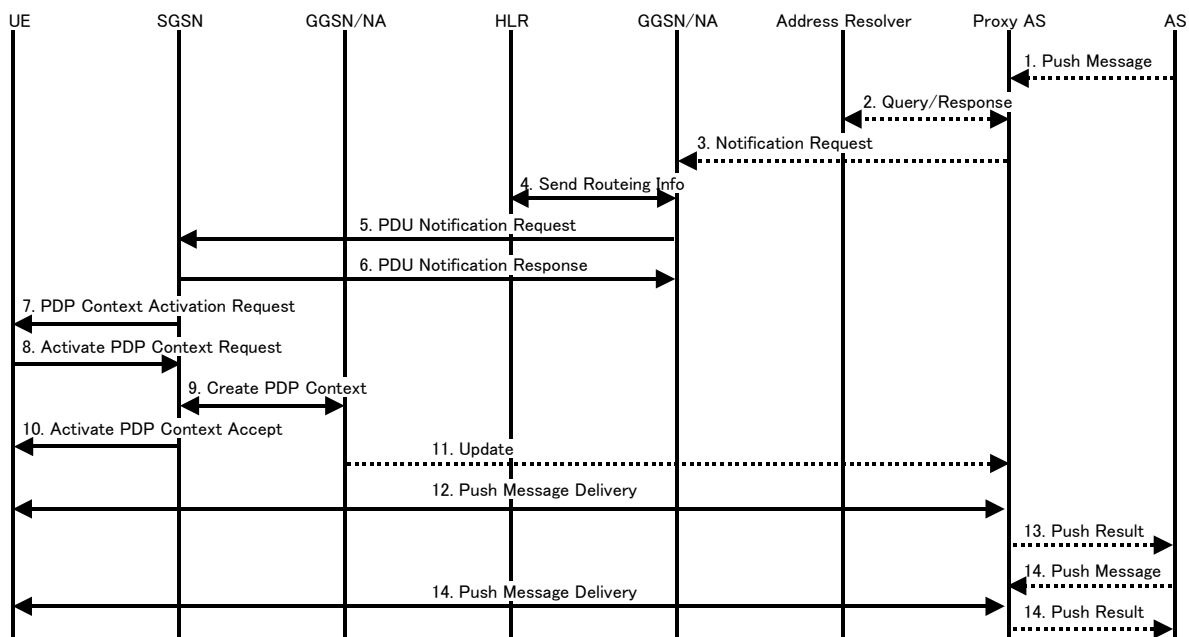 UE SGSN GGSN/NA HLR GGSN/NA Address Resolver Proxy AS AS
1. Push Message
2. Query/Response
3. Notification Request
4. Send Routeing Info
5. PDU Notification Request
6. PDU Notification Response
7. PDP Context Activation Request
8. Activate PDP Context Request
9. Create PDP Context
10. Activate PDP Context Accept
11. Update
12. Push Message Delivery
13. Push Result
14. Push Message
14. Push Message Delivery
14. Push Result